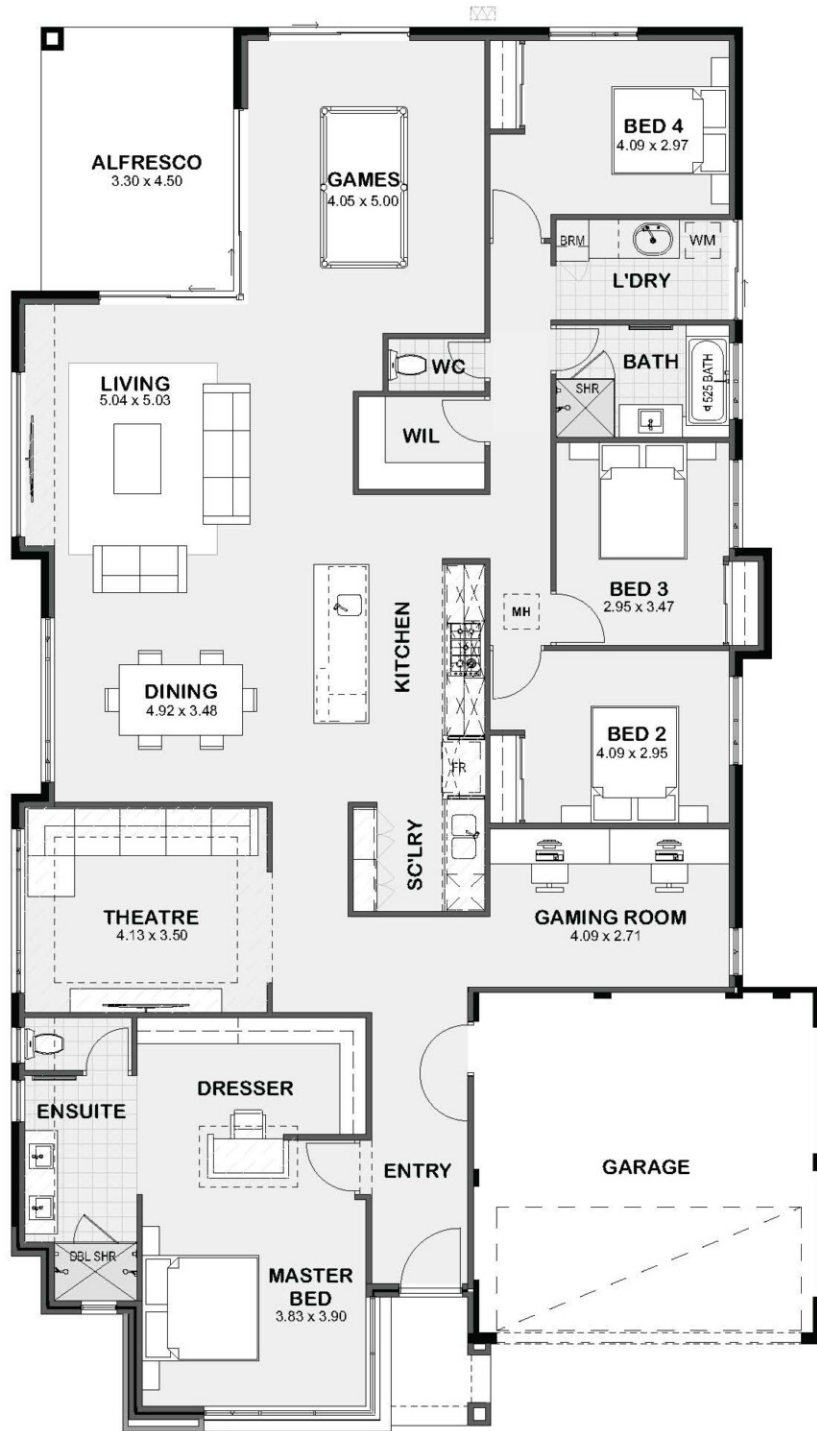 BED 4
4.09 x 2.97
ALFRESCO
3.30 x 4.50
GAMES
4.05 x 5.00
BRM
WM
L'DRY
WC
BATH
SHR
1525 BATH
LIVING
5.04 x 5.03
WIL
BED 3
2.95 x 3.47
MH
KITCHEN
DINING
4.92 x 3.48
BED 2
4.09 x 2.95
FR
SC'LRY
THEATRE
4.13 x 3.50
GAMING ROOM
4.09 x 2.71
DRESSER
ENSUITE
ENTRY
GARAGE
DBL SHR
MASTER
BED
3.83 x 3.90